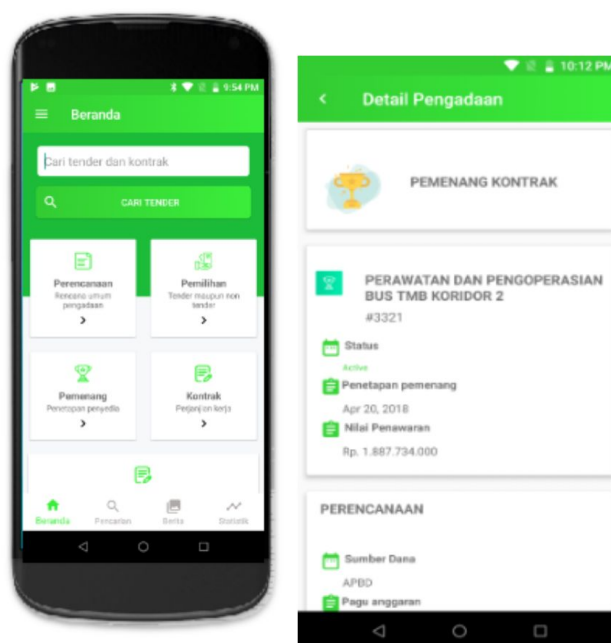 9:54 PM
Beranda
Cari tender dan kontrak
CARI TENDER
Perencanaan
Rencana umum
pengadaan
Pemilihan
Tender maupun non
tender
Pemenang
Penetapan penyedia
Kontrak
Perjanjian kerja
Beranda
Pencarian
Berita
Statistik
10:12 PM
Detail Pengadaan
PEMENANG KONTRAK
PERAWATAN DAN PENGOPERASIAN
BUS TMB KORIDOR 2
#3321
Status
Active
Penetapan pemenang
Apr 20, 2018
Nilai Penawaran
Rp. 1.887.734.000
PERENCANAAN
Sumber Dana
APBD
Pagu anggaran